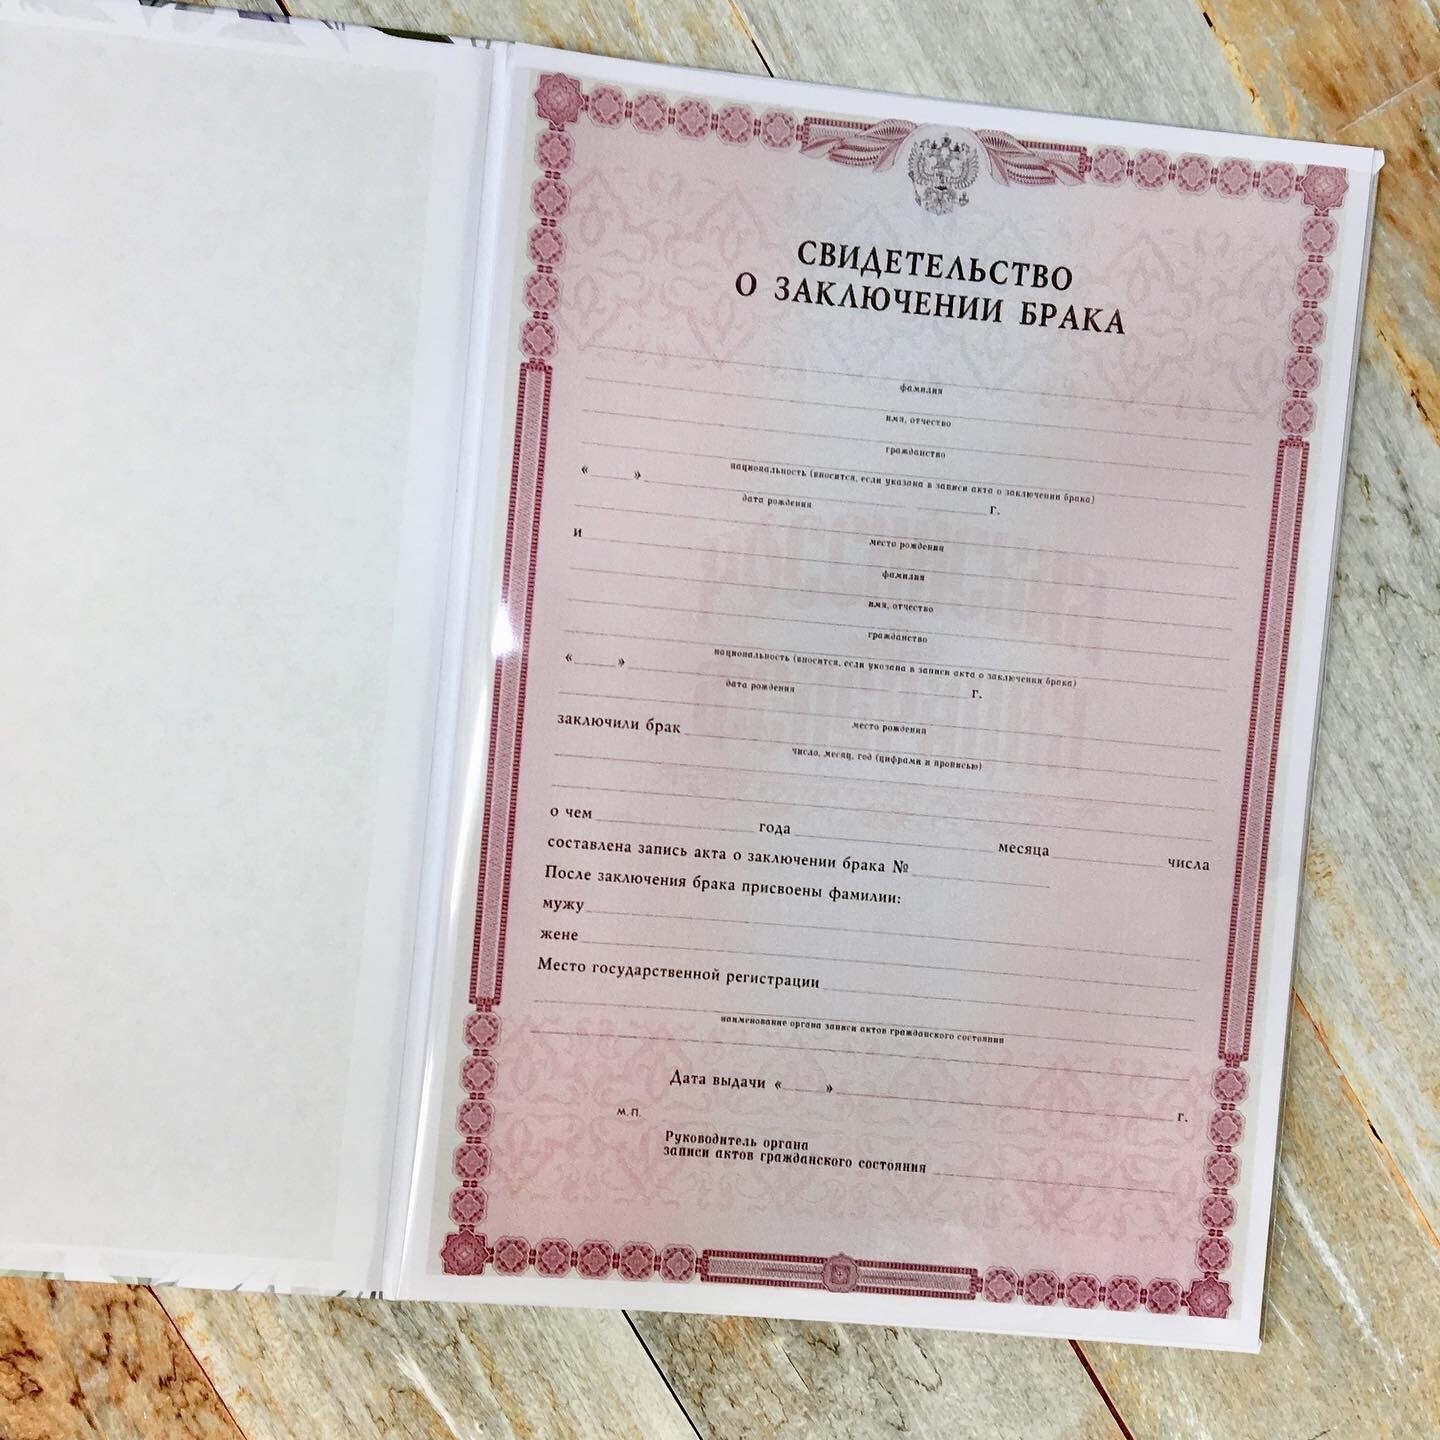 СВИДЕТЕЛЬСТВО
О ЗАКЛЮЧЕНИИ БРАКА
фамилия
имя, отчество
гражданство
национальность (вносится, если указана в записи акта о заключении брака)
« » г.
дата рождения
место рождения
и
фамилия
имя, отчество
гражданство
национальность (вносится, если указана в записи акта о заключении брака)
« » г.
дата рождения
место рождения
заключили брак
число, месяц, год (цифрами и прописью)
о чем года месяца числа
составлена запись акта о заключении брака №
После заключения брака присвоены фамилии:
мужу
жене
Место государственной регистрации
наименование органа записи актов гражданского состояния
Дата выдачи « » г.
М.П.
Руководитель органа
записи актов гражданского состояния